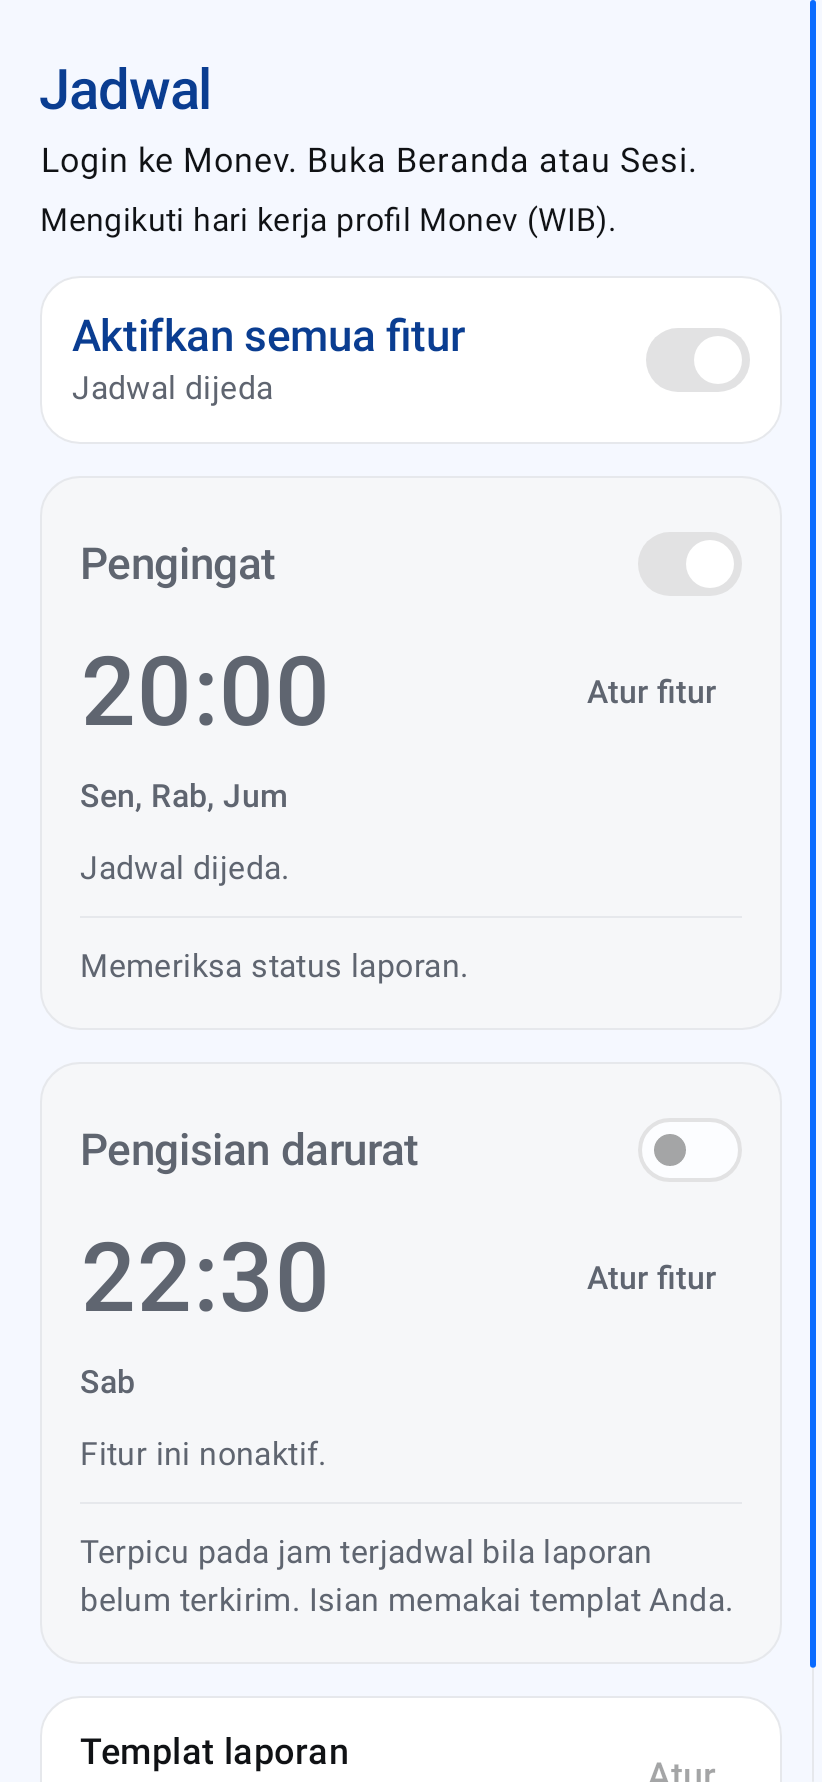 Jadwal
Login ke Monev. Buka Beranda atau Sesi.
Mengikuti hari kerja profil Monev (WIB).
Aktifkan semua fitur
Jadwal dijeda
Pengingat
20:00
Atur fitur
Sen, Rab, Jum
Jadwal dijeda.
Memeriksa status laporan.
Pengisian darurat
22:30
Atur fitur
Sab
Fitur ini nonaktif.
Terpicu pada jam terjadwal bila laporan
belum terkirim. Isian memakai templat Anda.
Templat laporan
Atur